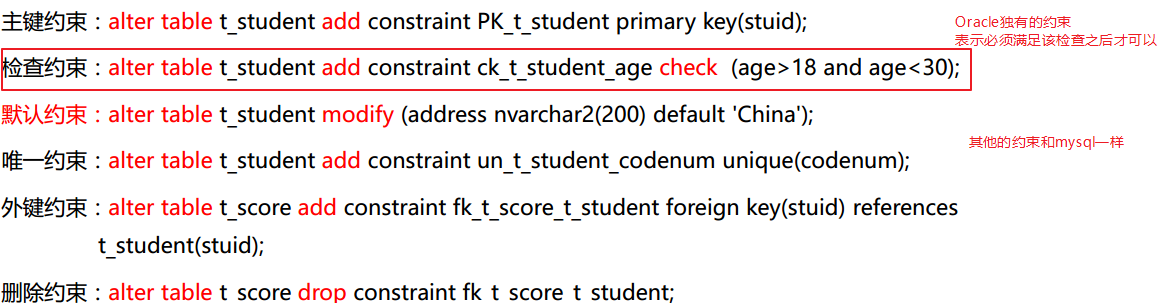 主键约束：alter table t_student add constraint PK_t_student primary key(stuid);
Oracle独有的约束
表示必须满足该检查之后才可以
检查约束：alter table t_student add constraint ck_t_student_age check  (age>18 and age<30);
默认约束：alter table t_student modify (address nvarchar2(200) default 'China');
其他的约束和mysql一样
唯一约束：alter table t_student add constraint un_t_student_codenum unique(codenum);
外键约束：alter table t_score add constraint fk_t_score_t_student foreign key(stuid) references
t_student(stuid);
删除约束：alter table t_score drop constraint fk_t_score_t_student;